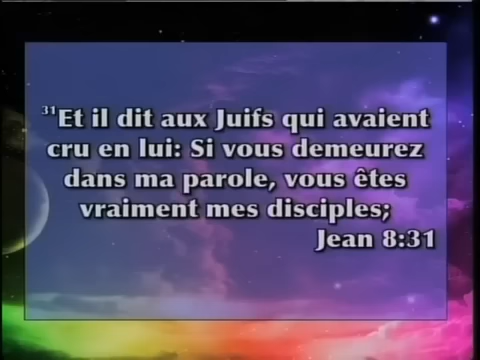 31Et il dit aux Juifs qui avaient
cru en lui: Si vous demeurez
dans ma parole, vous êtes
vraiment mes disciples;
Jean 8:31